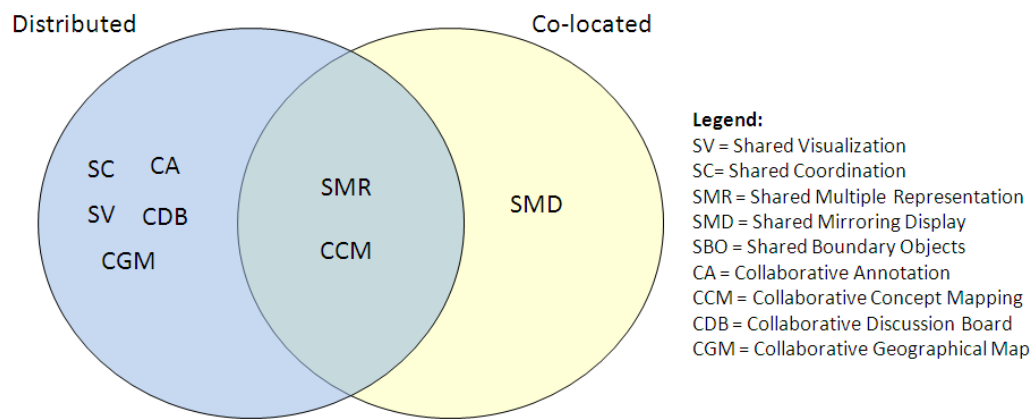 Distributed
Co-located
SC CA
SV CDB
CGM
SMR
CCM
SMD
Legend:
SV = Shared Visualization
SC= Shared Coordination
SMR = Shared Multiple Representation
SMD = Shared Mirroring Display
SBO = Shared Boundary Objects
CA = Collaborative Annotation
CCM = Collaborative Concept Mapping
CDB = Collaborative Discussion Board
CGM = Collaborative Geographical Map